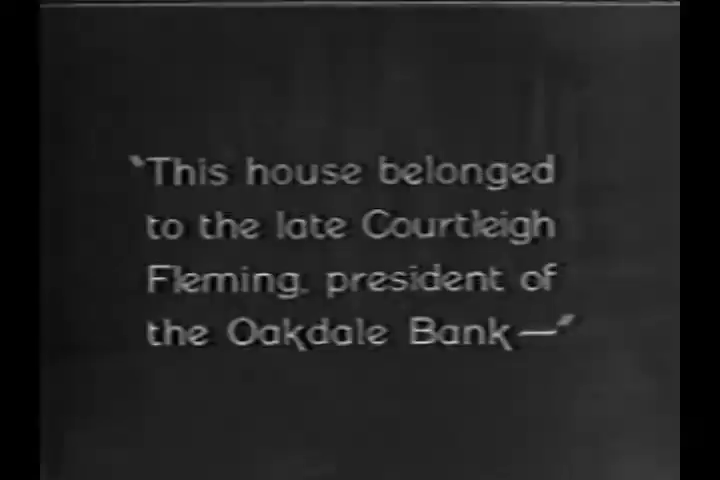 "This house belonged
to the late Courtleigh
Fleming, president of
the Oakdale Bank—"